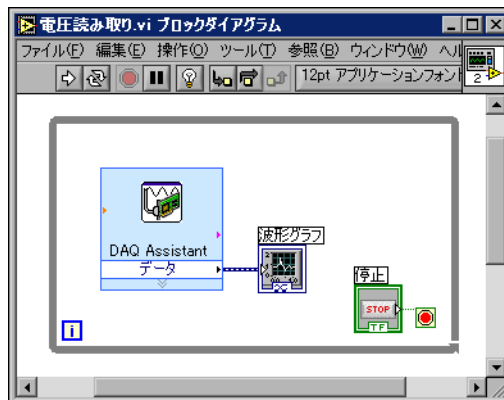 電圧読み取り.vi ブロックダイアグラム
ファイル(F) 編集(E) 操作(O) ツール(T) 参照(B) ウィンドウ(W) ヘル
12pt アプリケーションフォント
2
DAQ Assistant
データ
波形グラフ
停止
STOP
TF
i